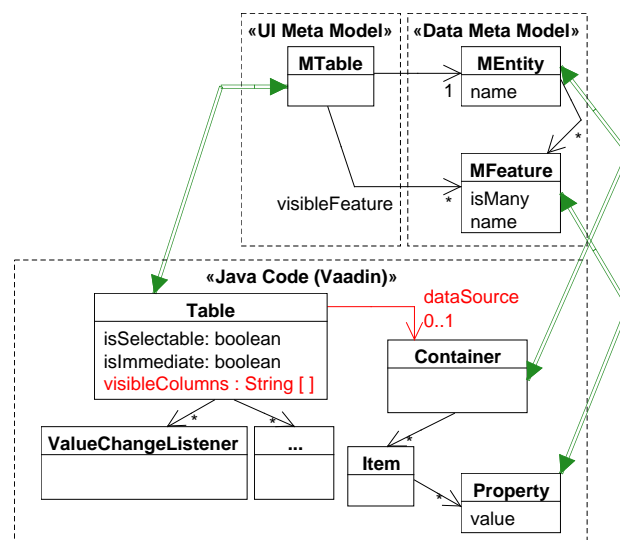 «UI Meta Model»
«Data Meta Model»
MTable
MEntity
name
1
*
MFeature
isMany
name
visibleFeature
*
«Java Code (Vaadin)»
Table
isSelectable: boolean
isImmediate: boolean
visibleColumns : String [ ]
dataSource
0..1
Container
*
*
ValueChangeListener
...
*
Item
*
Property
value